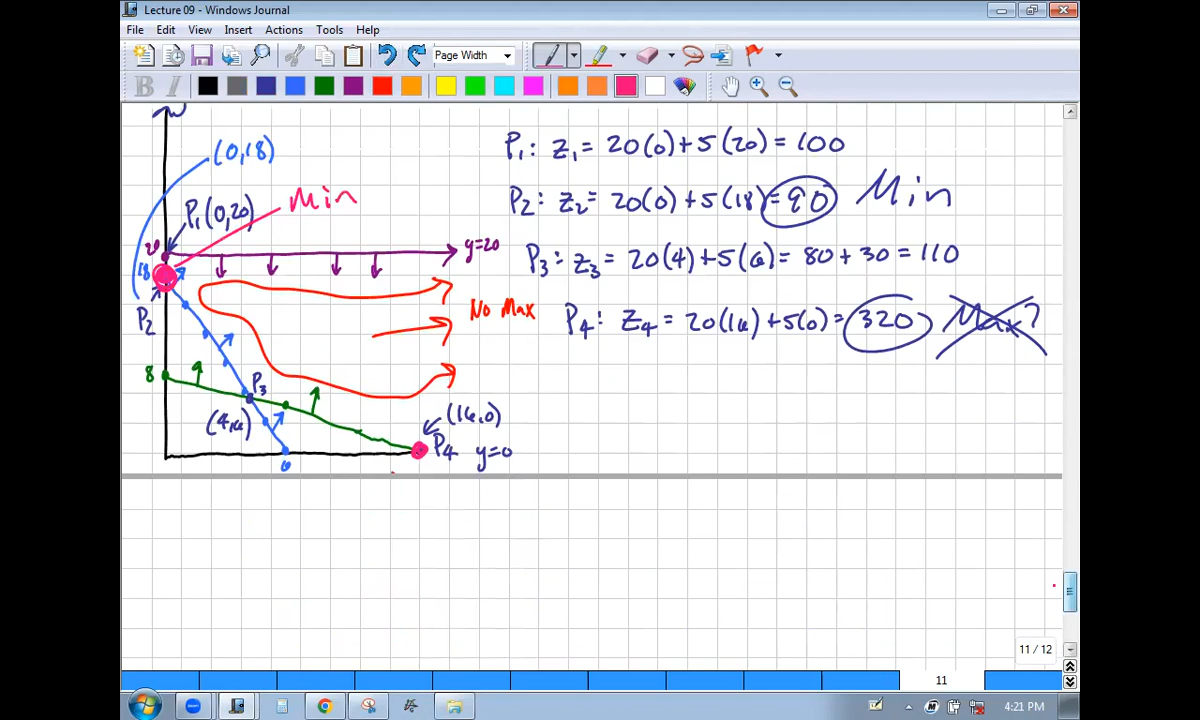 Lecture 09 - Windows Journal
File Edit View Insert Actions Tools Help
Page Width
B I
(0,18)
P1(0,20)
Min
20
y=20
18
P2
No Max
8
P3
(4,6)
(16,0)
P4 y=0
6
P1: Z1 = 20(0)+5(20)=100
P2: Z2= 20(0)+5(18)=90 Min
P3: Z3 = 20(4)+5(6)= 80+30=110
P4: Z4 = 20(16)+5(0)=320 Max?
11 / 12
11
4:21 PM